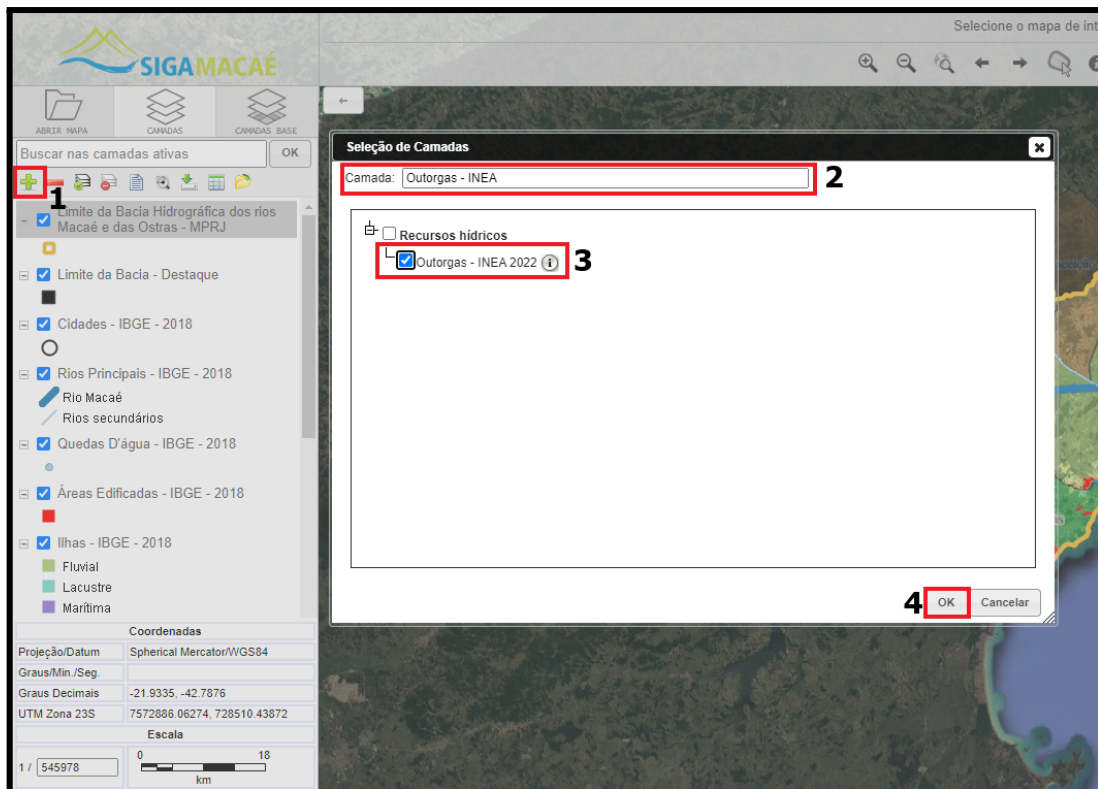 Selecione o mapa de int
SIGAMACAÉ
ABRIR MAPA
CAMADAS
CAMADAS BASE
Buscar nas camadas ativas
OK
1
Limite da Bacia Hidrográfica dos rios
Macaé e das Ostras - MPRJ
Limite da Bacia - Destaque
Cidades - IBGE - 2018
Rios Principais - IBGE - 2018
Rio Macaé
Rios secundários
Quedas D'água - IBGE - 2018
Áreas Edificadas - IBGE - 2018
Ilhas - IBGE - 2018
Fluvial
Lacustre
Marítima
Coordenadas
Projeção/Datum Spherical Mercator/WGS84
Graus/Min./Seg.
Graus Decimais -21.9335, -42.7876
UTM Zona 23S 7572886.06274, 728510.43872
Escala
1 / 545978
0 18
km
Seleção de Camadas
Camada: Outorgas - INEA
2
Recursos hídricos
Outorgas - INEA 2022
3
4
OK
Cancelar